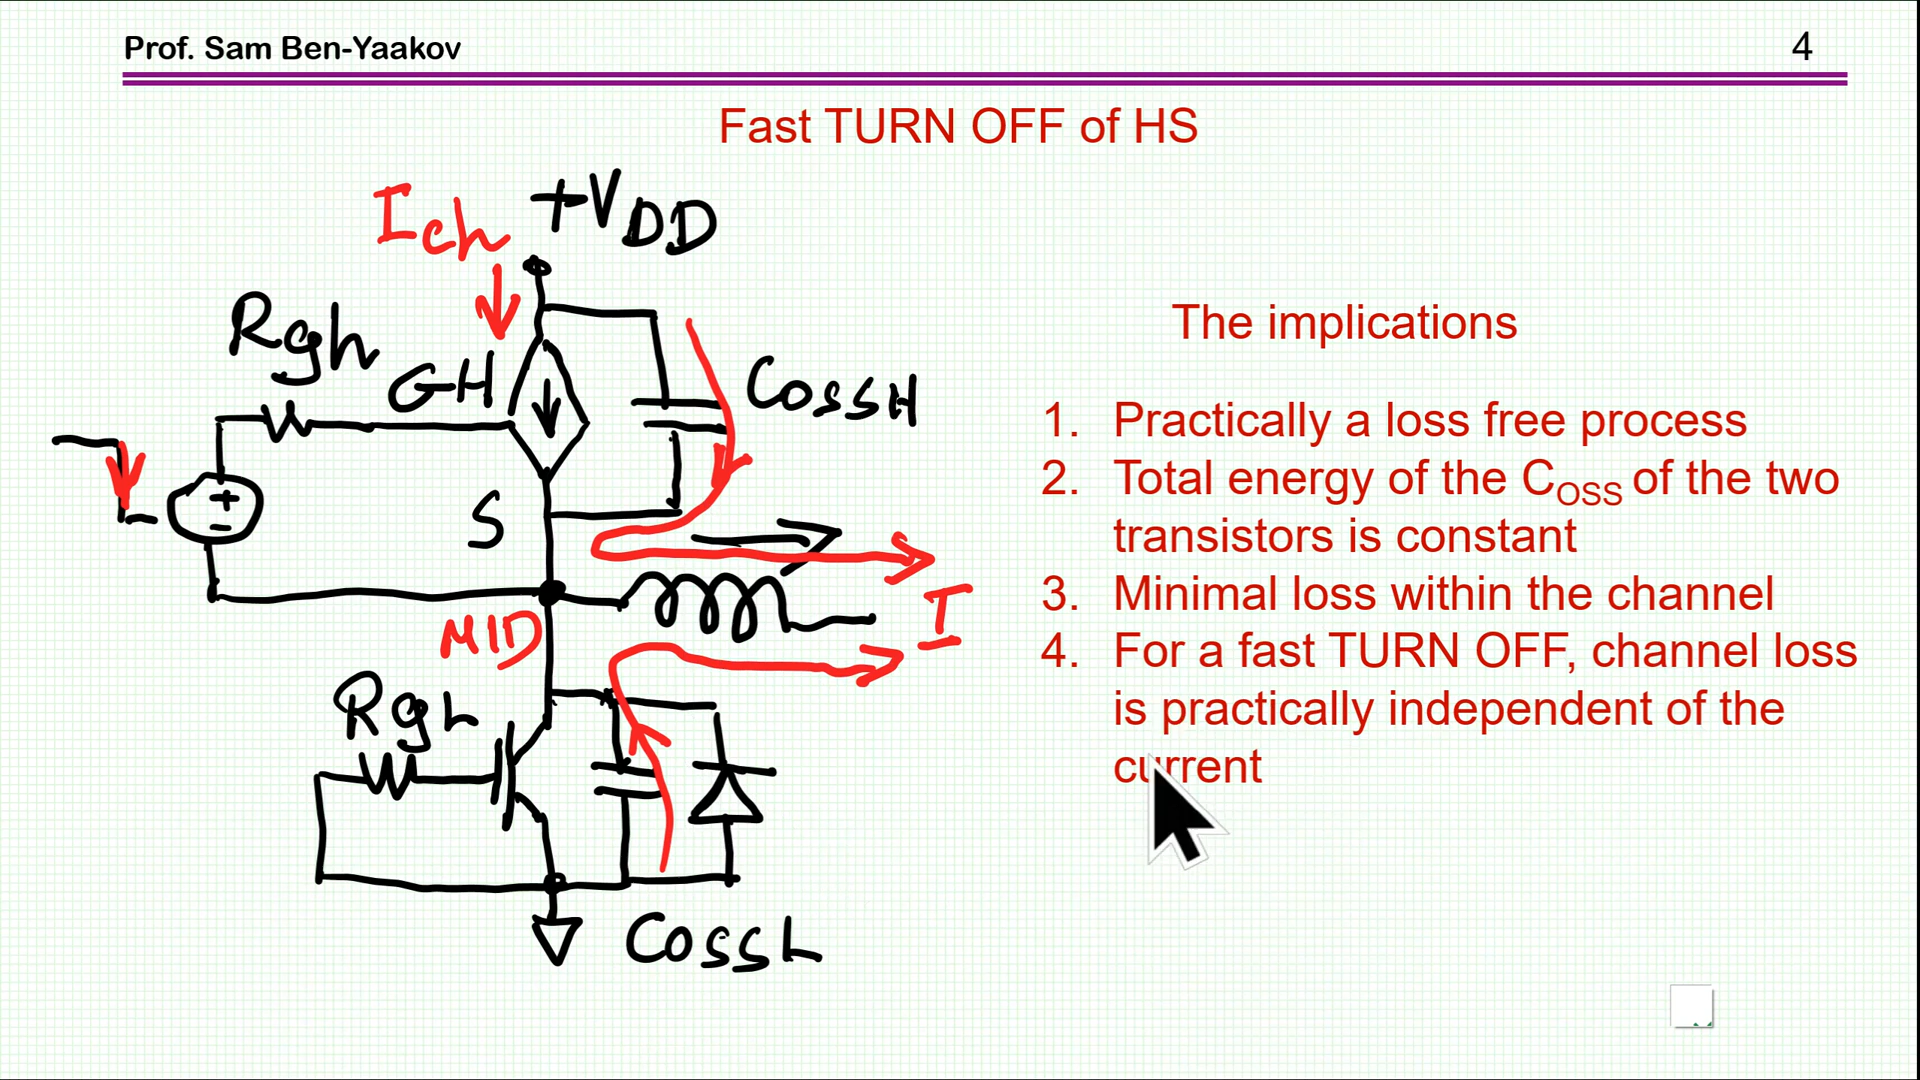 Prof. Sam Ben-Yaakov
4
Fast TURN OFF of HS
Ich
+VDD
Rgh
GH
CossH
S
I
MID
RgL
CossL
+
-
The implications
1. Practically a loss free process
2. Total energy of the COSS of the two
transistors is constant
3. Minimal loss within the channel
4. For a fast TURN OFF, channel loss
is practically independent of the
current